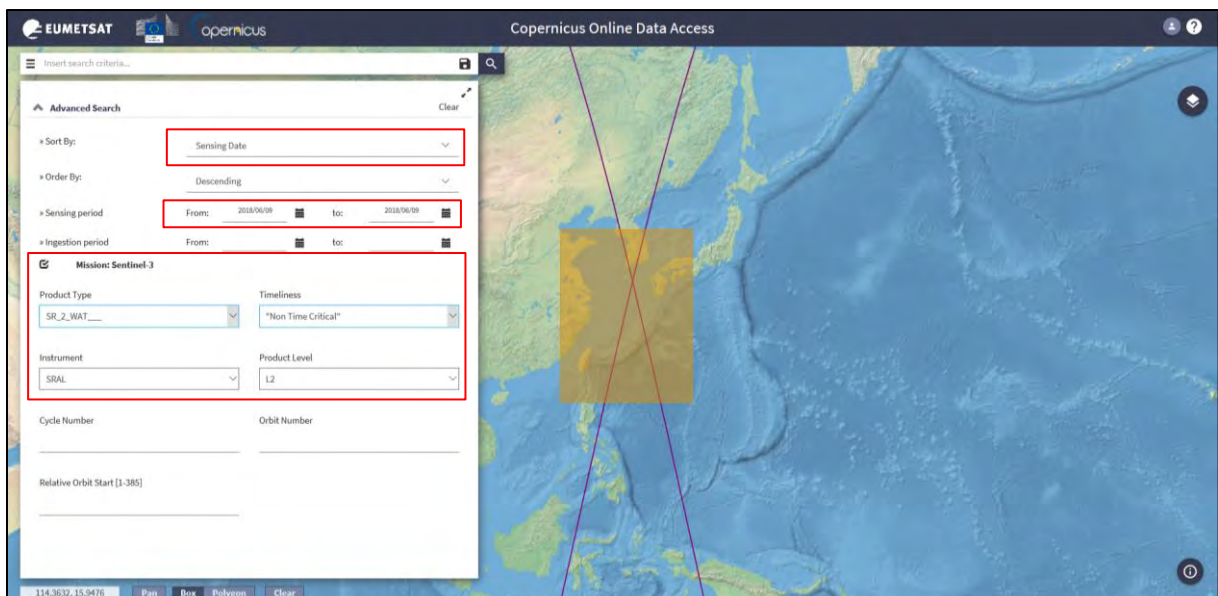 EUMETSAT opernicus Copernicus Online Data Access ?
Insert search criteria...
Advanced Search Clear
» Sort By: Sensing Date
» Order By: Descending
» Sensing period From: 2018/06/09 to: 2018/06/09
» Ingestion period From: to:
Mission: Sentinel-3
Product Type Timeliness
SR_2_WAT___ "Non Time Critical"
Instrument Product Level
SRAL L2
Cycle Number Orbit Number
Relative Orbit Start [1-385]
114.3632, 15.9476 Pan Box Polygon Clear